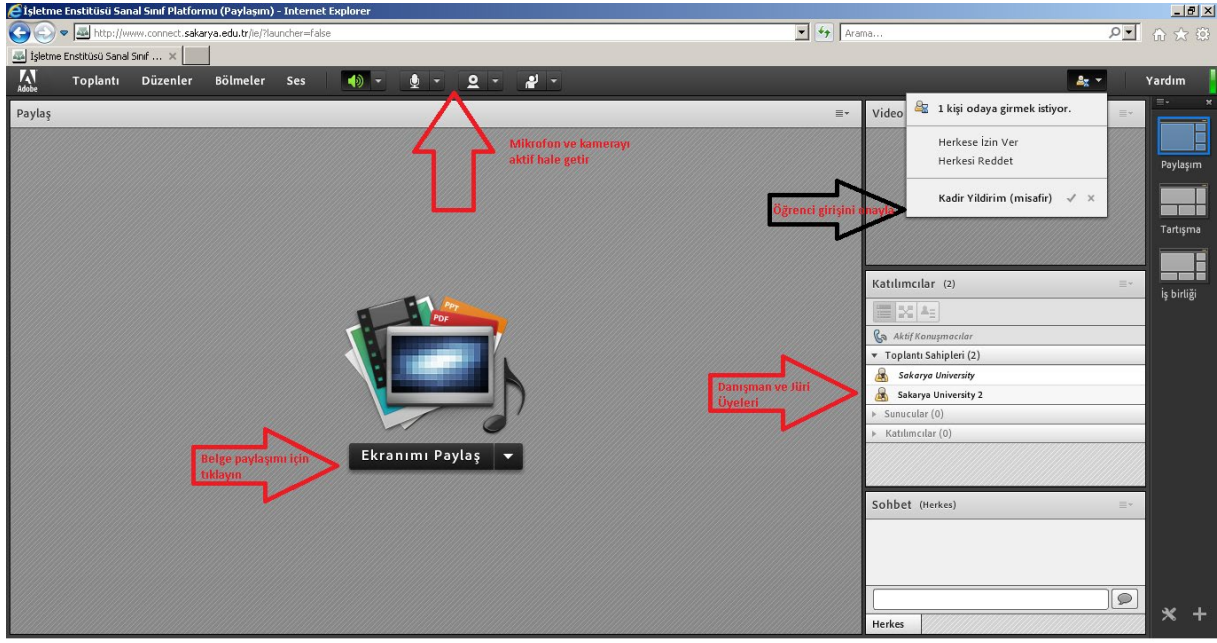 İşletme Enstitüsü Sanal Sınıf Platformu (Paylaşım) - Internet Explorer
http://www.connect.sakarya.edu.tr/ie/?launcher=false
Arama...
İşletme Enstitüsü Sanal Sınıf ...
Adobe
Toplantı Düzenler Bölmeler Ses
Yardım
Paylaş
Video
1 kişi odaya girmek istiyor.
Herkese İzin Ver
Herkesi Reddet
Kadir Yildirim (misafir)
Mikrofon ve kamerayı
aktif hale getir
Öğrenci girişini onayla
Paylaşım
Tartışma
İş birliği
PPT
PDF
Ekranımı Paylaş
Belge paylaşımı için
tıklayın
Katılımcılar (2)
Aktif Konuşmacılar
Toplantı Sahipleri (2)
Sakarya University
Sakarya University 2
Sunucular (0)
Katılımcılar (0)
Danışman ve Jüri
Üyeleri
Sohbet (Herkes)
Herkes